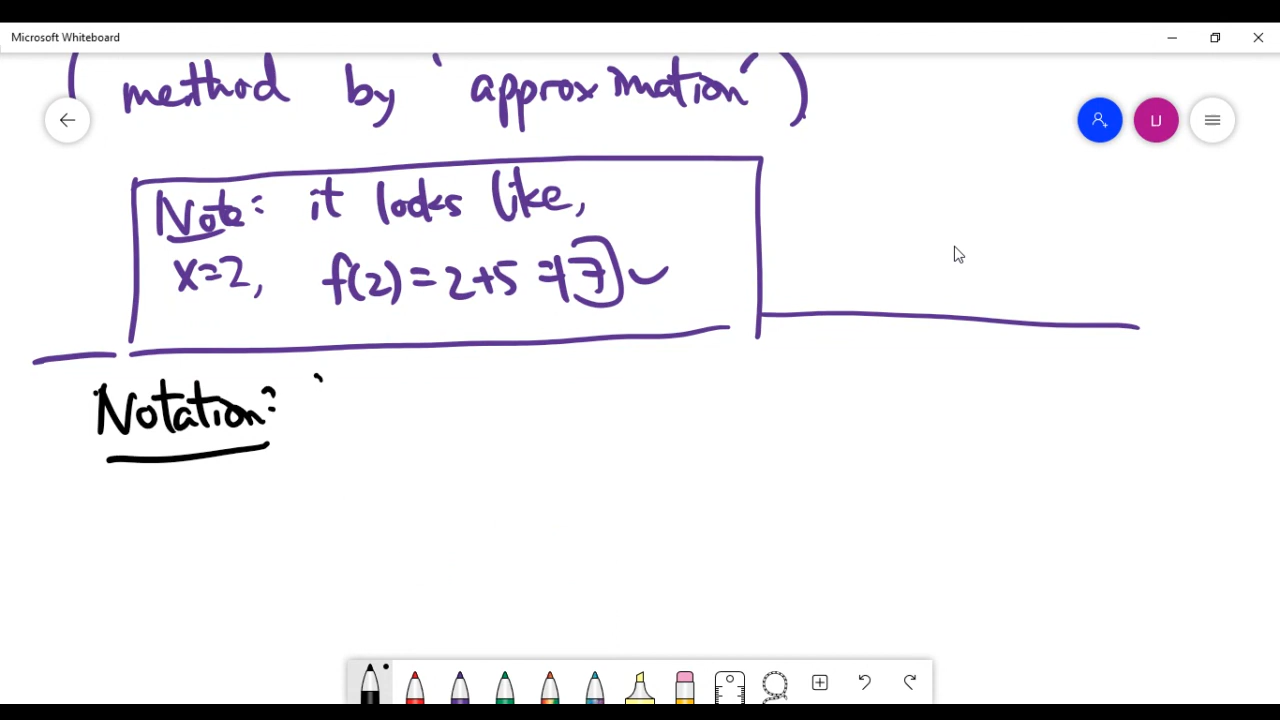 Microsoft Whiteboard
( method by 'approximation' )
Note: it looks like,
x=2, f(2) = 2+5 = 7
Notation: